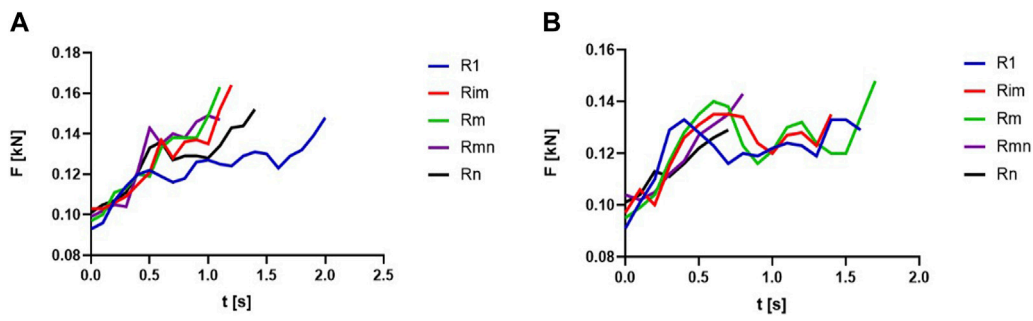 A
F [kN]
0.18
0.16
0.14
0.12
0.10
0.08
0.0 0.5 1.0 1.5 2.0 2.5
t [s]
R1
Rim
Rm
Rmn
Rn
B
F [kN]
0.16
0.14
0.12
0.10
0.08
0.0 0.5 1.0 1.5 2.0
t [s]
R1
Rim
Rm
Rmn
Rn